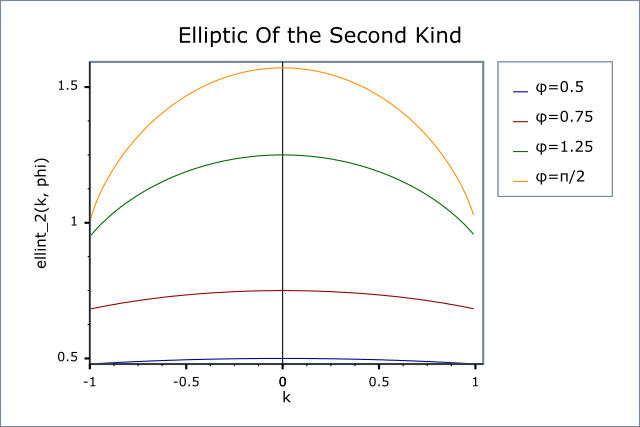 Elliptic Of the Second Kind
φ=0.5
φ=0.75
φ=1.25
φ=π/2
ellint_2(k, phi)
1.5
1
0.5
-1 -0.5 0 0.5 1
k